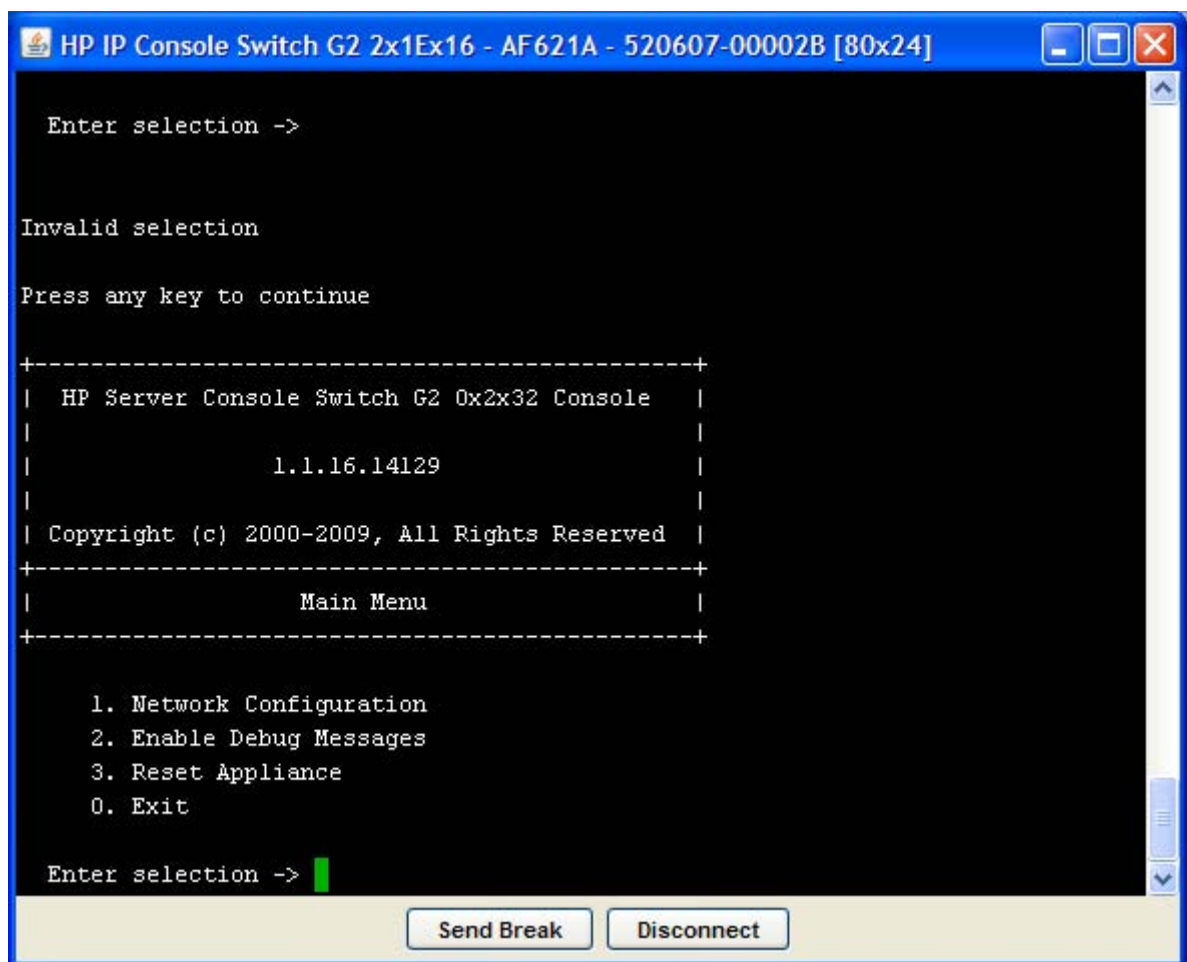 HP IP Console Switch G2 2x1Ex16 - AF621A - 520607-00002B [80x24]
Enter selection ->
Invalid selection
Press any key to continue
+-----------------------------------------------+
| HP Server Console Switch G2 0x2x32 Console |
| |
| 1.1.16.14129 |
| |
| Copyright (c) 2000-2009, All Rights Reserved |
+-----------------------------------------------+
| Main Menu |
+-----------------------------------------------+
1. Network Configuration
2. Enable Debug Messages
3. Reset Appliance
0. Exit
Enter selection ->
Send Break Disconnect